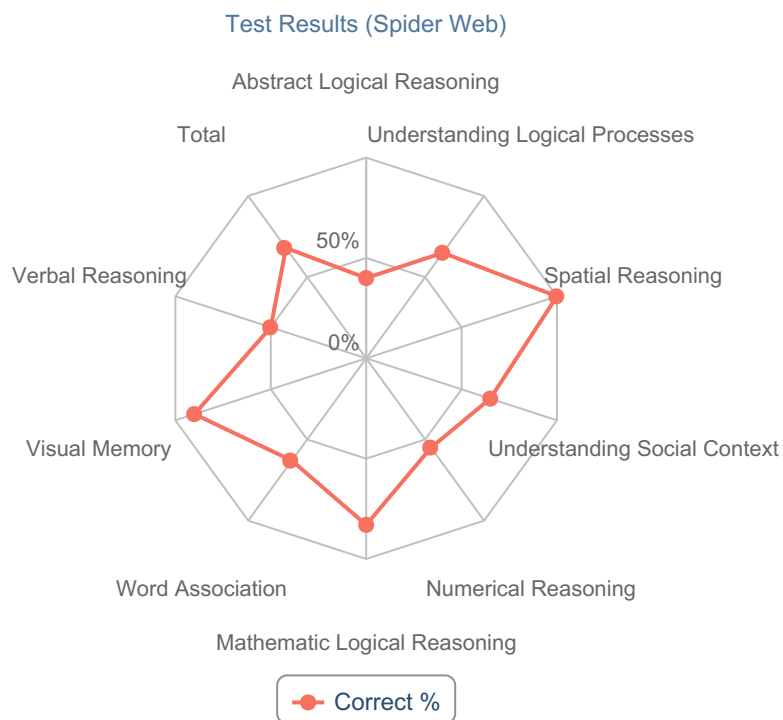 Test Results (Spider Web)
Abstract Logical Reasoning
Total
Understanding Logical Processes
50%
Verbal Reasoning
Spatial Reasoning
0%
Visual Memory
Understanding Social Context
Word Association
Numerical Reasoning
Mathematic Logical Reasoning
Correct %